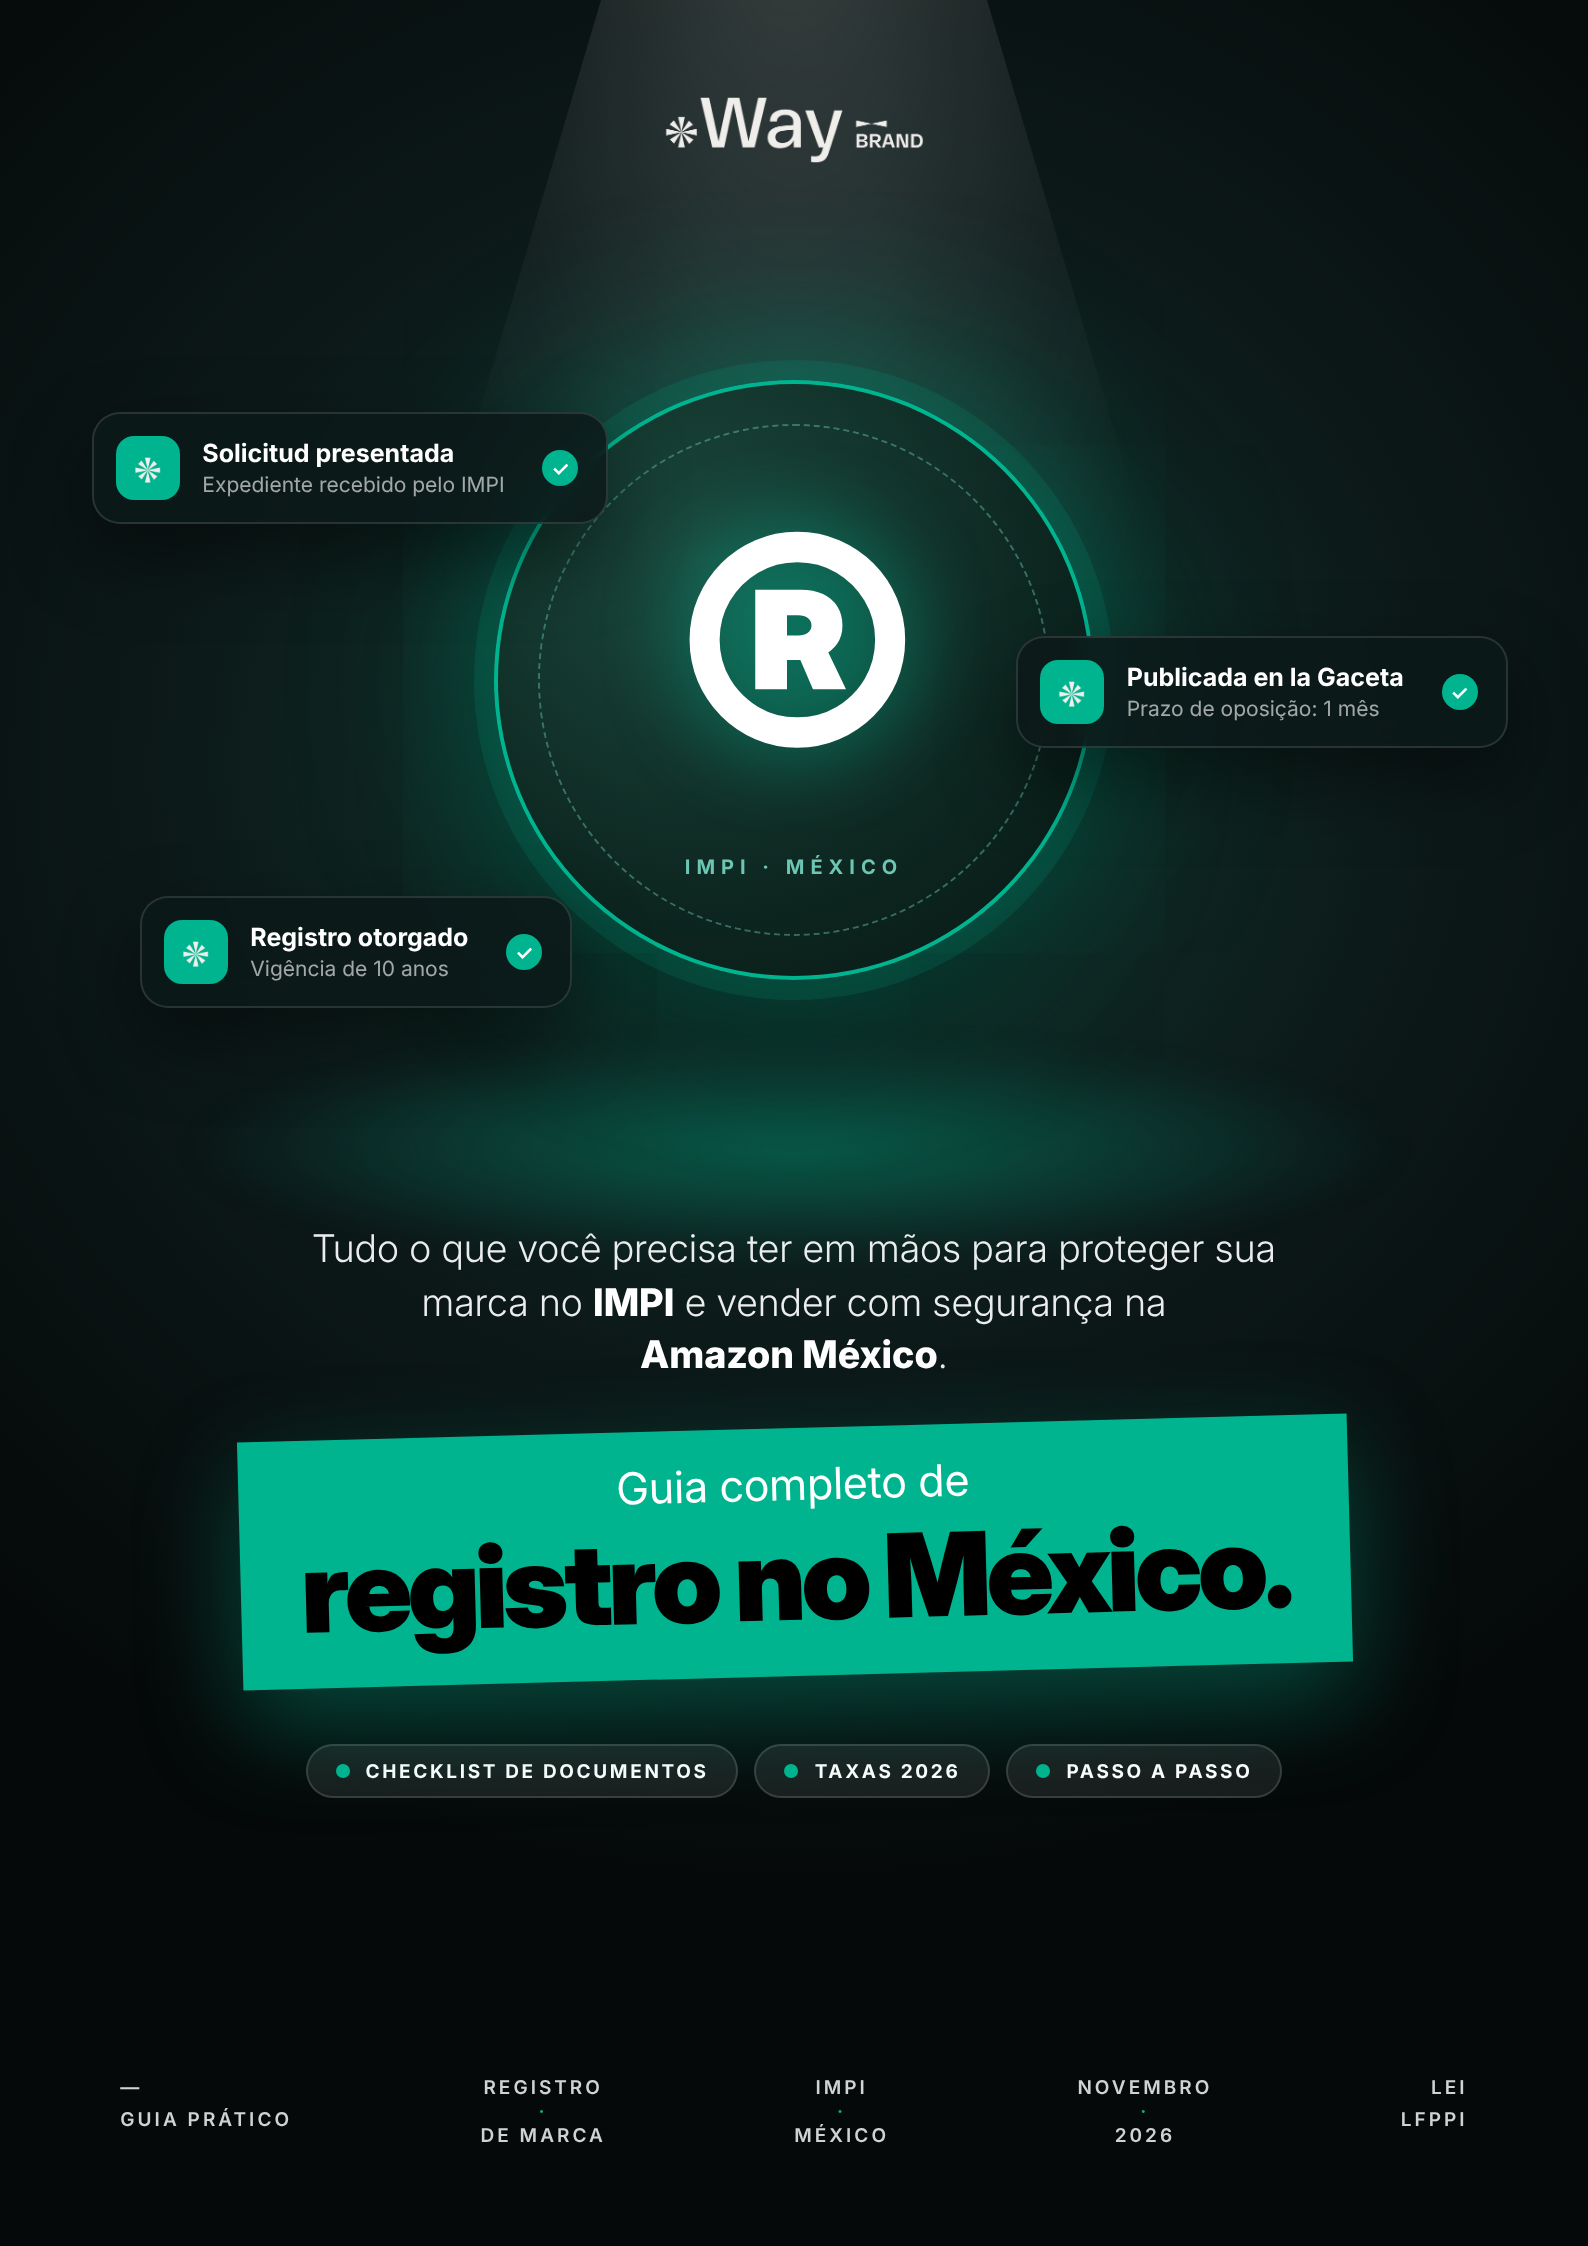 Way BRAND
Solicitud presentada
Expediente recebido pelo IMPI
R
Publicada en la Gaceta
Prazo de oposição: 1 mês
IMPI · MÉXICO
Registro otorgado
Vigência de 10 anos
Tudo o que você precisa ter em mãos para proteger sua
marca no IMPI e vender com segurança na
Amazon México.
Guia completo de
registro no México.
CHECKLIST DE DOCUMENTOS
TAXAS 2026
PASSO A PASSO
—
GUIA PRÁTICO
REGISTRO
·
DE MARCA
IMPI
·
MÉXICO
NOVEMBRO
·
2026
LEI
LFPPI